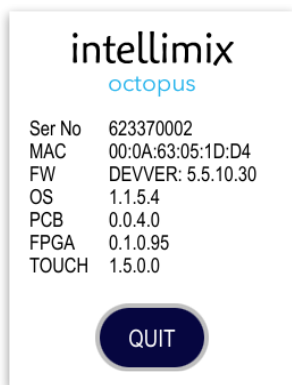 intellimix
octopus
Ser No 623370002
MAC 00:0A:63:05:1D:D4
FW DEVVER: 5.5.10.30
OS 1.1.5.4
PCB 0.0.4.0
FPGA 0.1.0.95
TOUCH 1.5.0.0
QUIT